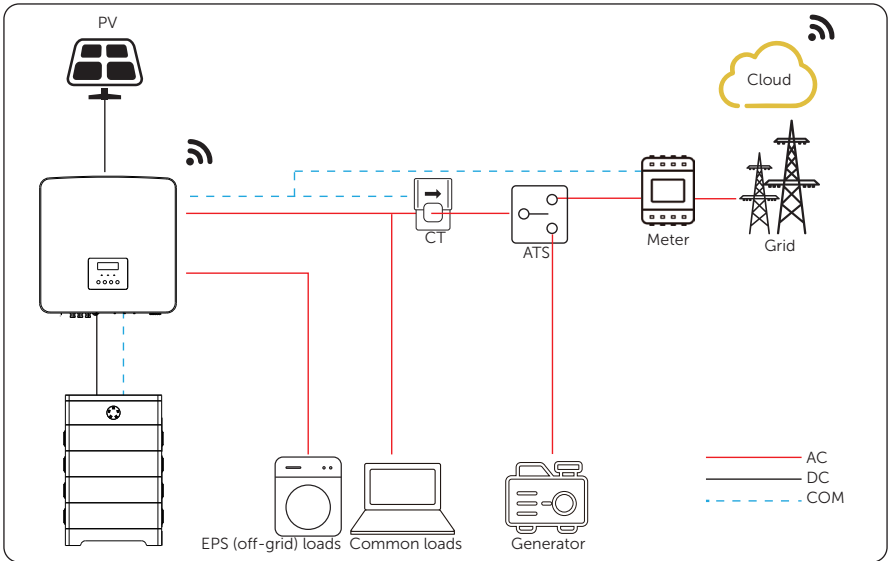 PV
Cloud
CT
ATS
Meter
Grid
EPS (off-grid) loads
Common loads
Generator
AC
DC
COM